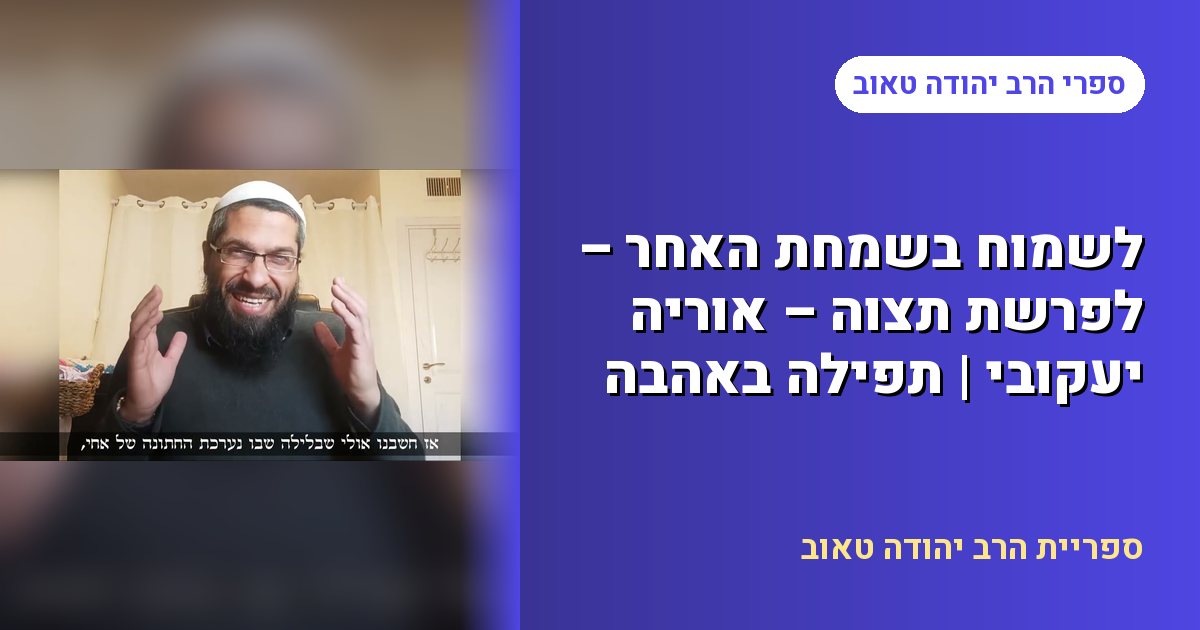 ספרי הרב יהודה טאוב
לשמוח בשמחת האחר –
לפרשת תצוה – אוריה
יעקובי | תפילה באהבה
ספריית הרב יהודה טאוב
אז חשבנו אולי שבלילה שבו נערכת החתונה של אחי,